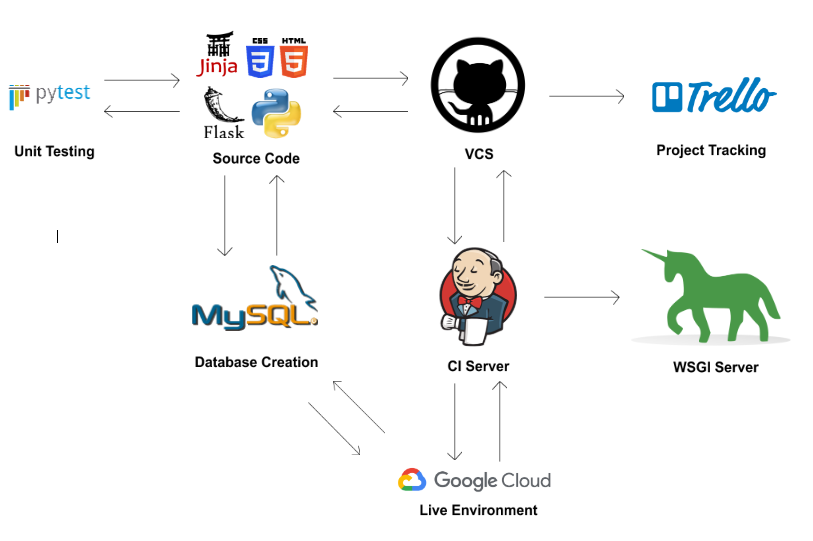 CSS
HTML
Jinja
pytest
Flask
Trello
Unit Testing
Source Code
VCS
Project Tracking
MySQL
Database Creation
CI Server
WSGI Server
Google Cloud
Live Environment